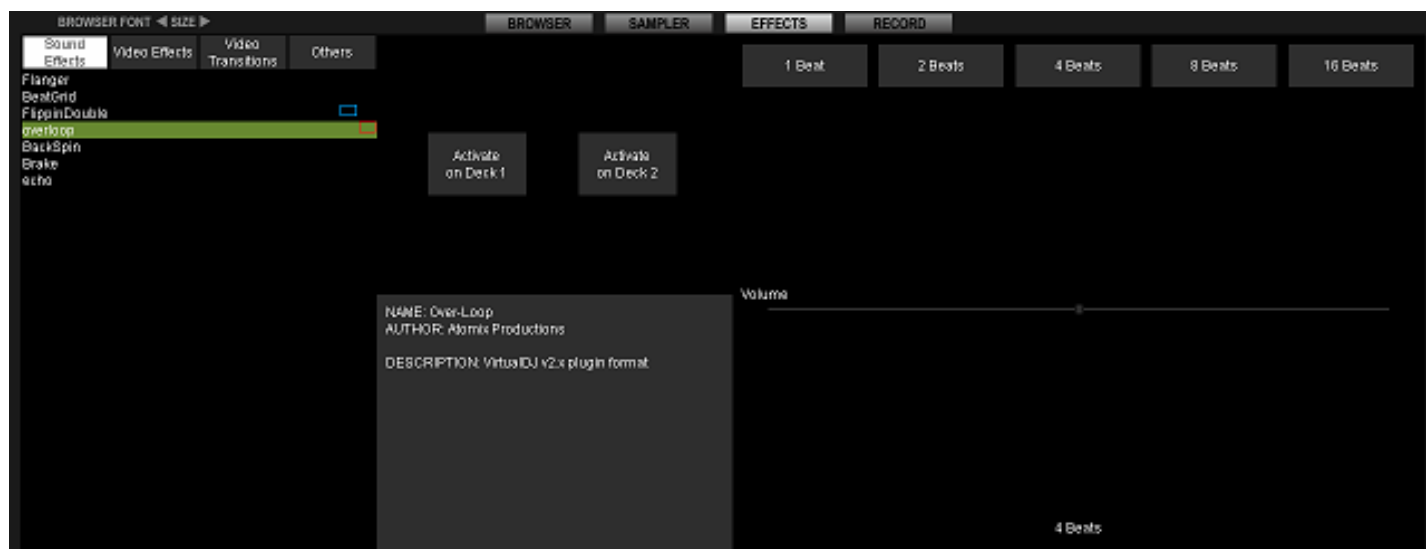 BROWSER FONT SIZE
BROWSER SAMPLER EFFECTS RECORD
Sound Effects
Video Effects
Video Transitions
Others
Flanger
BeatGrid
FlippinDouble
overloop
BackSpin
Brake
echo
Activate
on Deck 1
Activate
on Deck 2
NAME: Over-Loop
AUTHOR: Atomix Productions
DESCRIPTION: VirtualDJ v2.x plugin format
1 Beat
2 Beats
4 Beats
8 Beats
16 Beats
Volume
4 Beats